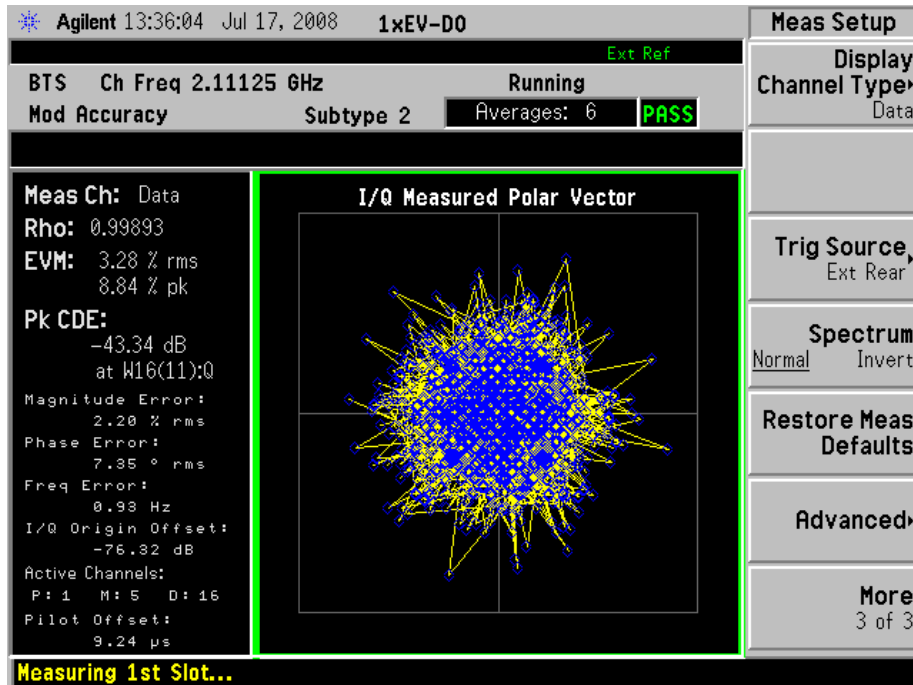 Agilent 13:36:04 Jul 17, 2008 1xEV-DO
Ext Ref
BTS Ch Freq 2.11125 GHz Running
Mod Accuracy Subtype 2 Averages: 6 PASS
Meas Ch: Data
Rho: 0.99893
EVM: 3.28 % rms
8.84 % pk
Pk CDE:
-43.34 dB
at W16(11):Q
Magnitude Error:
2.20 % rms
Phase Error:
7.35 ° rms
Freq Error:
0.93 Hz
I/Q Origin Offset:
-76.32 dB
Active Channels:
P: 1 M: 5 D: 16
Pilot Offset:
9.24 µs
I/Q Measured Polar Vector
Meas Setup
Display
Channel Type
Data
Trig Source
Ext Rear
Spectrum
Normal Invert
Restore Meas
Defaults
Advanced
More
3 of 3
Measuring 1st Slot...